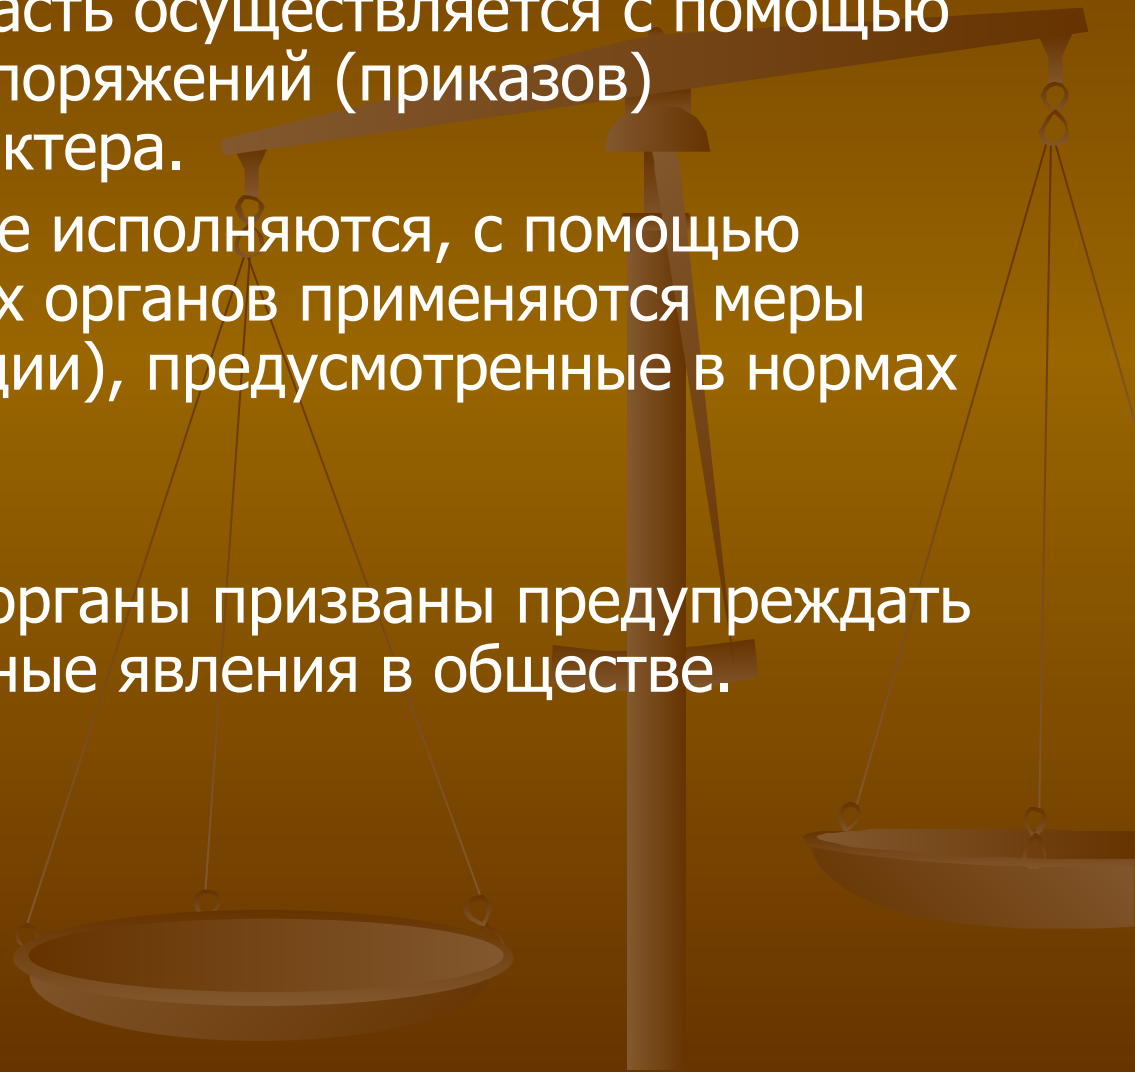 асть осуществляется с помощью
поряжений (приказов)
ктера.
е исполняются, с помощью
х органов применяются меры
ции), предусмотренные в нормах
органы призваны предупреждать
ные явления в обществе.